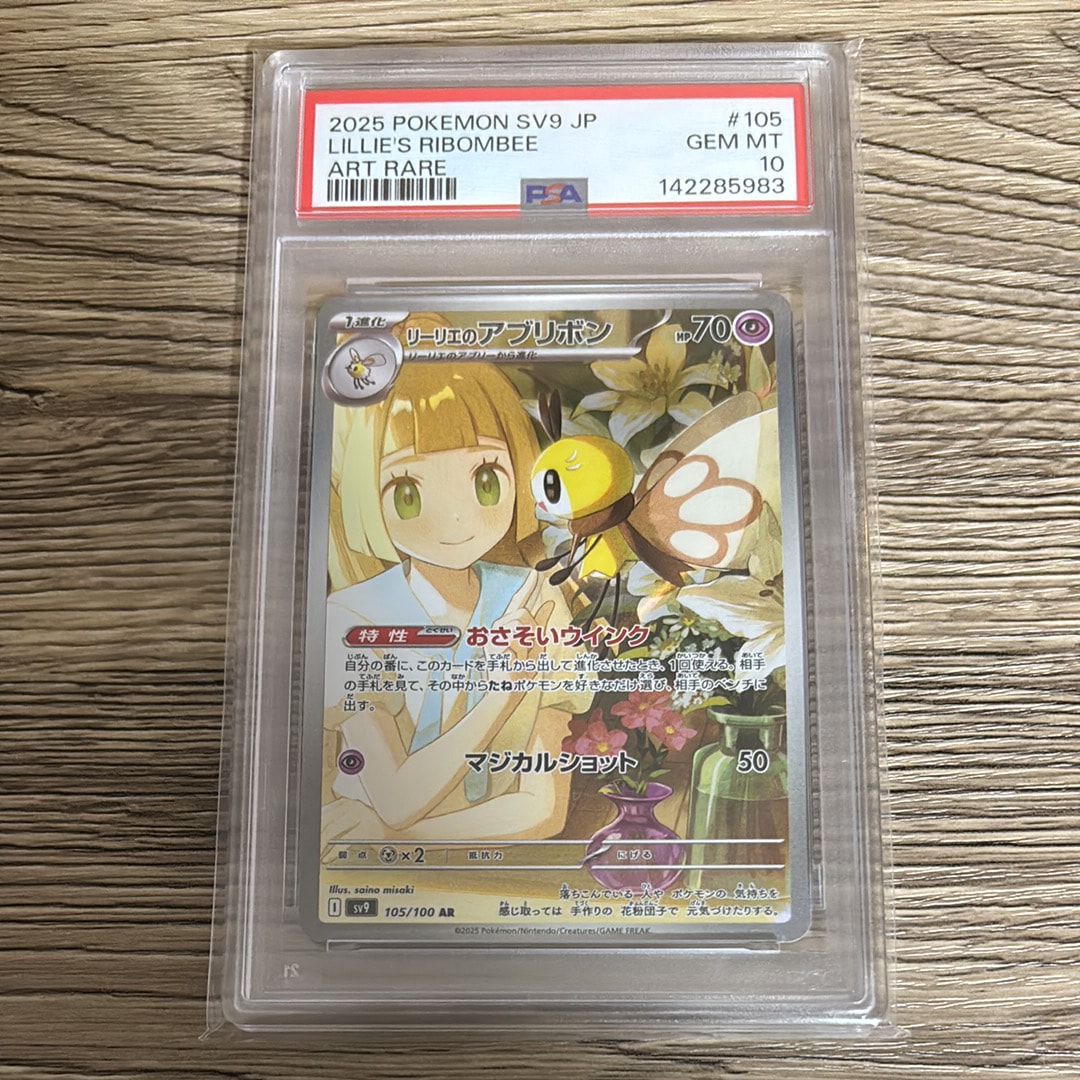 2025 POKEMON SV9 JP #105
LILLIE'S RIBOMBEE GEM MT
ART RARE 10
PSA 142285983
1進化 リーリエのアブリボン HP70
リーリエのアブリーから進化
特性 とくせい おさそいウインク
自分の番に、このカードを手札から出して進化させたとき、1回使える。相手
の手札を見て、その中からたねポケモンを好きなだけ選び、相手のベンチに
出す。
マジカルショット 50
弱点 ×2 抵抗力 にげる
Illus. saino misaki
落ちこんでいる 人や ポケモンの 気持ちを
感じ取っては 手作りの 花粉団子で 元気づけたりする。
I sv9 105/100 AR
©2025 Pokémon/Nintendo/Creatures/GAME FREAK
21